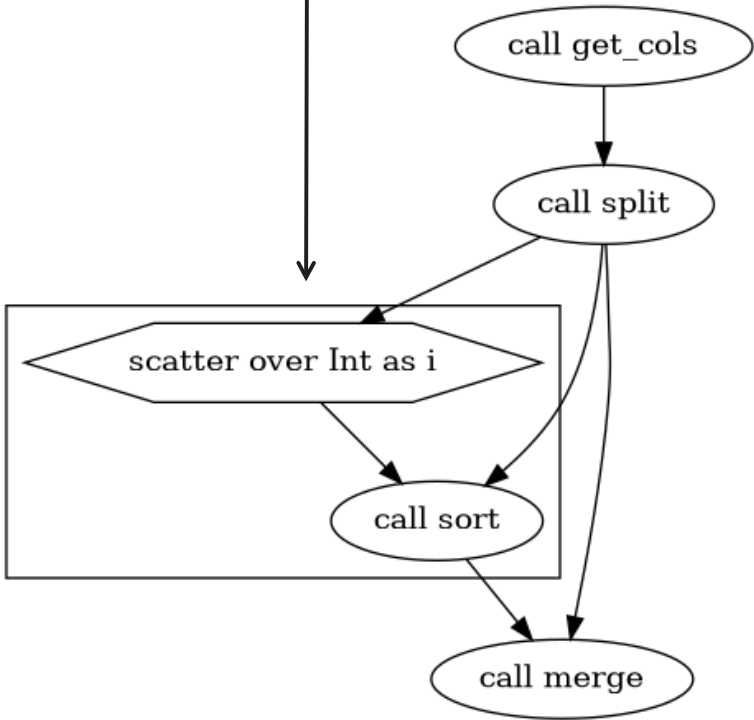 call get_cols
call split
scatter over Int as i
call sort
call merge